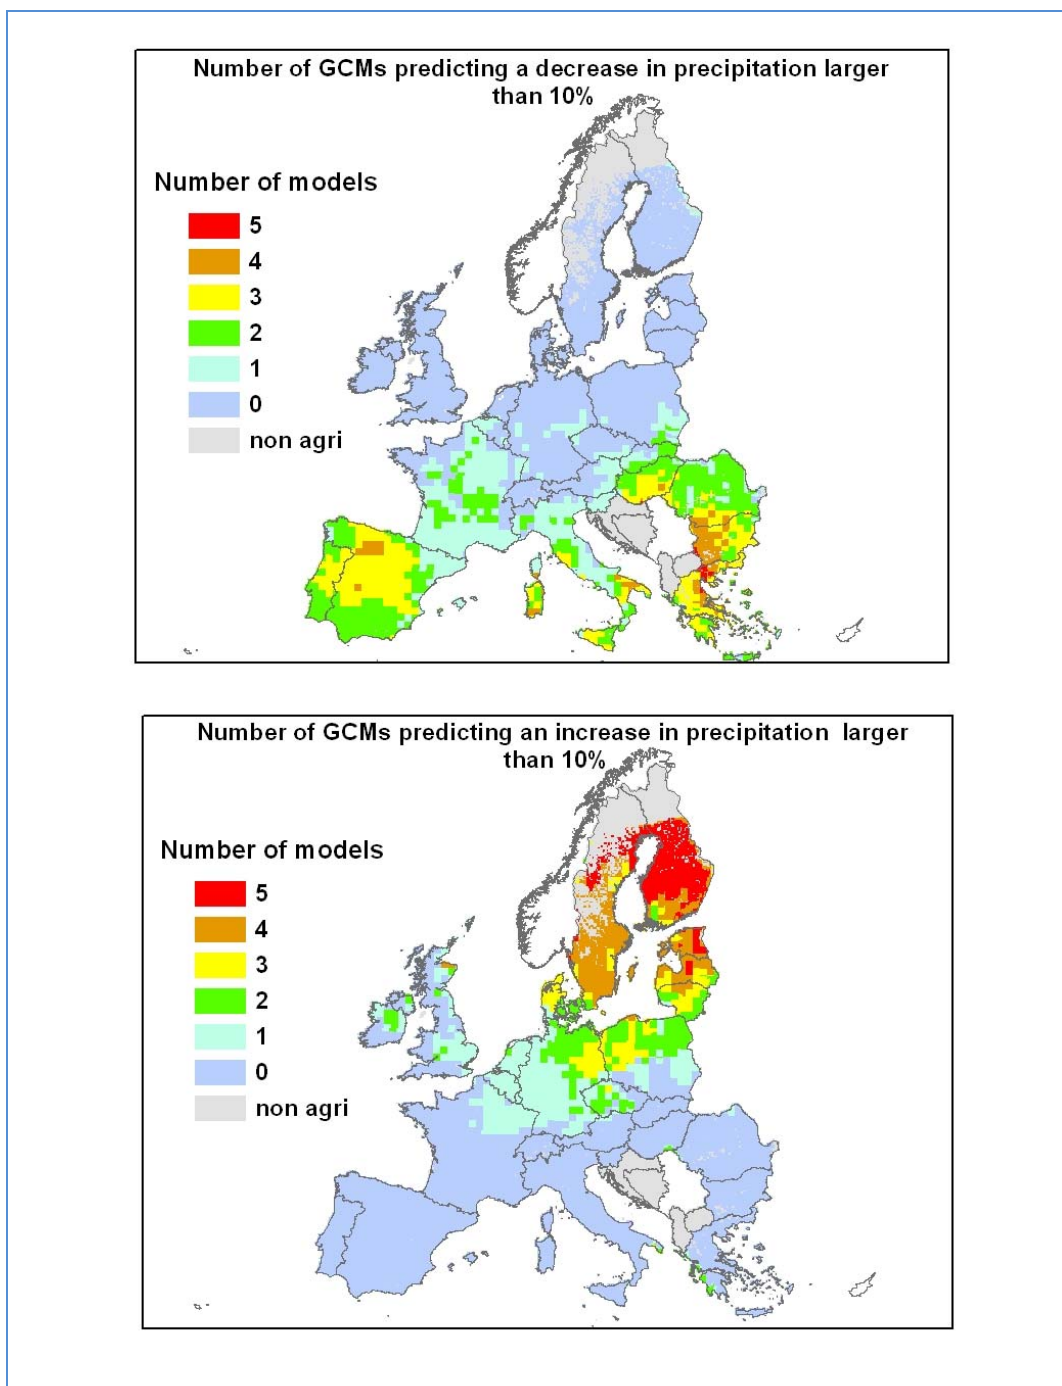 Number of GCMs predicting a decrease in precipitation larger
than 10%
Number of models
5
4
3
2
1
0
non agri
Number of GCMs predicting an increase in precipitation larger
than 10%
Number of models
5
4
3
2
1
0
non agri